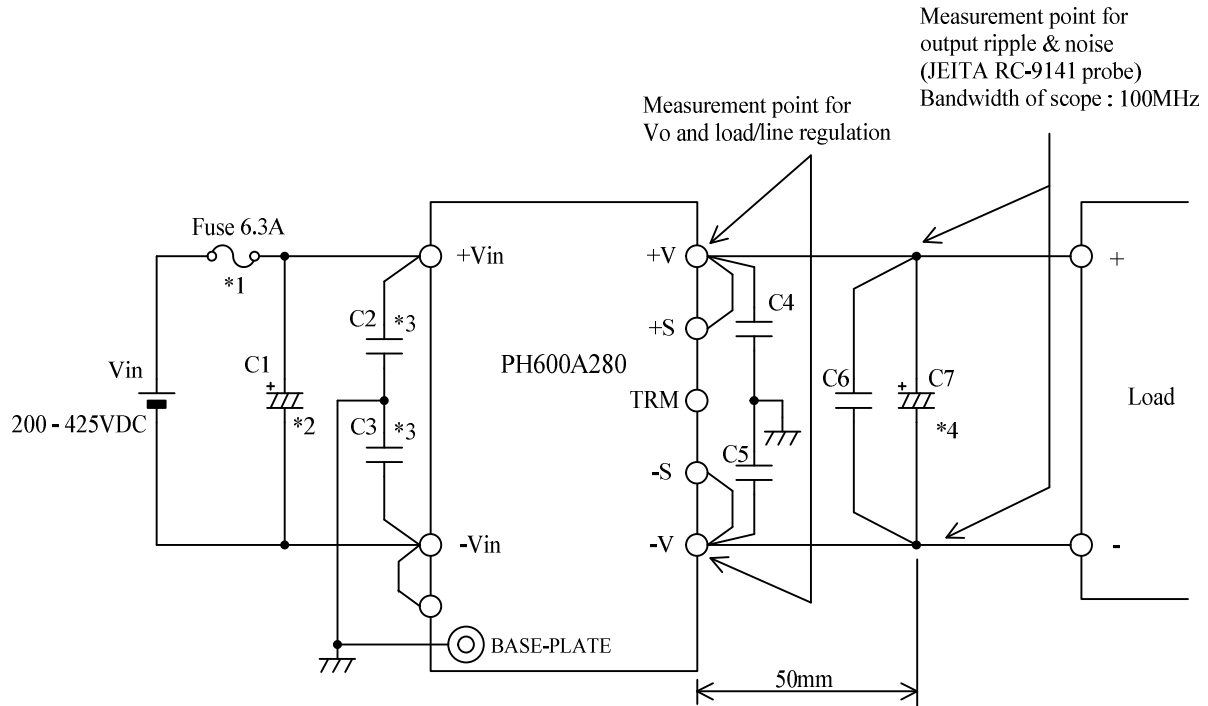 Measurement point for
output ripple & noise
(JEITA RC-9141 probe)
Bandwidth of scope : 100MHz
Measurement point for
Vo and load/line regulation
Fuse 6.3A
*1
+Vin
+V
+
C2
*3
C4
+S
PH600A280
Vin
C1
*2
200 - 425VDC
TRM
C6
C7
*4
Load
C3
*3
C5
-S
-Vin
-V
-
BASE-PLATE
50mm